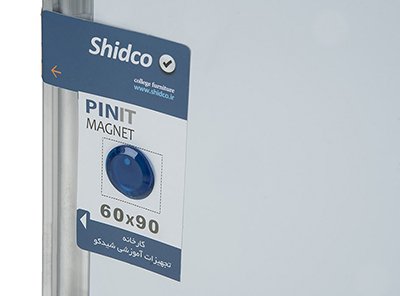 Shidco
college furniture
www.shidco.ir
PINIT
MAGNET
60x90
کارخانه
تجهیزات آموزشی شیدکو